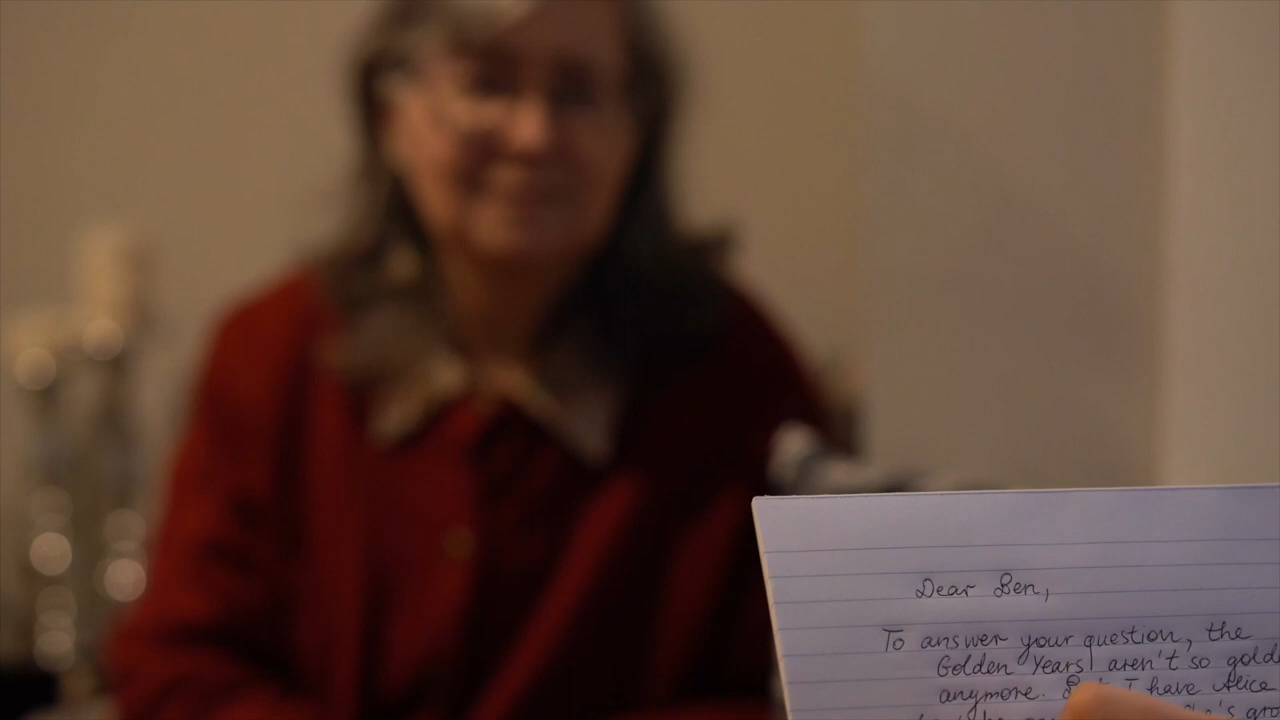 Dear Ben,
To answer your question, the
Golden Years aren't so gold
anymore. I have Alice